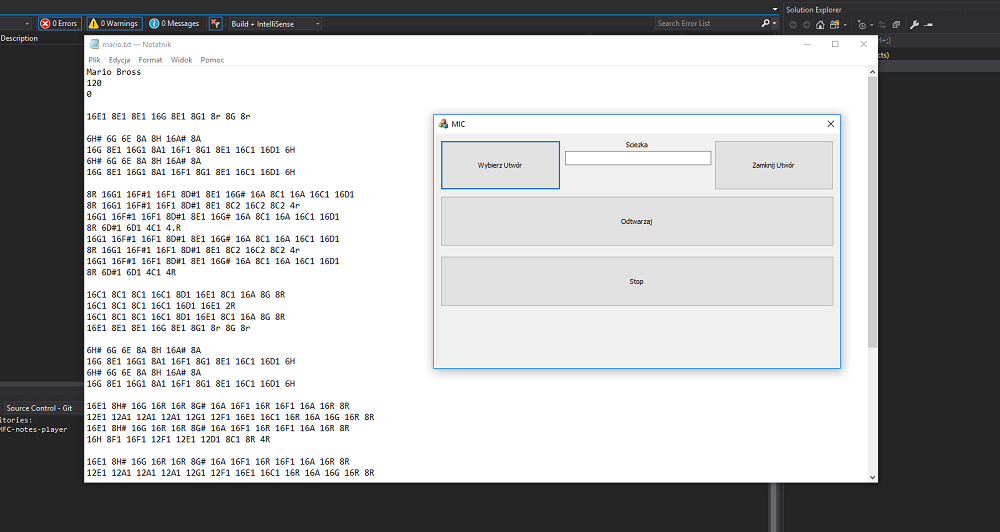 Solution Explorer
0 Errors
0 Warnings
0 Messages
Build + IntelliSense
Search Error List
Description
mario.txt — Notatnik
Plik Edycja Format Widok Pomoc
Mario Bross
120
0
16E1 8E1 8E1 16G 8E1 8G1 8r 8G 8r
6H# 6G 6E 8A 8H 16A# 8A
16G 8E1 16G1 8A1 16F1 8G1 8E1 16C1 16D1 6H
6H# 6G 6E 8A 8H 16A# 8A
16G 8E1 16G1 8A1 16F1 8G1 8E1 16C1 16D1 6H
8R 16G1 16F#1 16F1 8D#1 8E1 16G# 16A 8C1 16A 16C1 16D1
8R 16G1 16F#1 16F1 8D#1 8E1 8C2 16C2 8C2 4r
16G1 16F#1 16F1 8D#1 8E1 16G# 16A 8C1 16A 16C1 16D1
8R 6D#1 6D1 4C1 4.R
16G1 16F#1 16F1 8D#1 8E1 16G# 16A 8C1 16A 16C1 16D1
8R 16G1 16F#1 16F1 8D#1 8E1 8C2 16C2 8C2 4r
16G1 16F#1 16F1 8D#1 8E1 16G# 16A 8C1 16A 16C1 16D1
8R 6D#1 6D1 4C1 4R
16C1 8C1 8C1 16C1 8D1 16E1 8C1 16A 8G 8R
16C1 8C1 8C1 16C1 16D1 16E1 2R
16C1 8C1 8C1 16C1 8D1 16E1 8C1 16A 8G 8R
16E1 8E1 8E1 16G 8E1 8G1 8r 8G 8r
6H# 6G 6E 8A 8H 16A# 8A
16G 8E1 16G1 8A1 16F1 8G1 8E1 16C1 16D1 6H
6H# 6G 6E 8A 8H 16A# 8A
16G 8E1 16G1 8A1 16F1 8G1 8E1 16C1 16D1 6H
16E1 8H# 16G 16R 16R 8G# 16A 16F1 16R 16F1 16A 16R 8R
12E1 12A1 12A1 12A1 12G1 12F1 16E1 16C1 16R 16A 16G 16R 8R
16E1 8H# 16G 16R 16R 8G# 16A 16F1 16R 16F1 16A 16R 8R
16H 8F1 16F1 12F1 12E1 12D1 8C1 8R 4R
16E1 8H# 16G 16R 16R 8G# 16A 16F1 16R 16F1 16A 16R 8R
12E1 12A1 12A1 12A1 12G1 12F1 16E1 16C1 16R 16A 16G 16R 8R
MIC
Wybierz Utwór
Sciezka
Zamknij Utwór
Odtwarzaj
Stop
Source Control - Git
itories:
MFC-notes-player